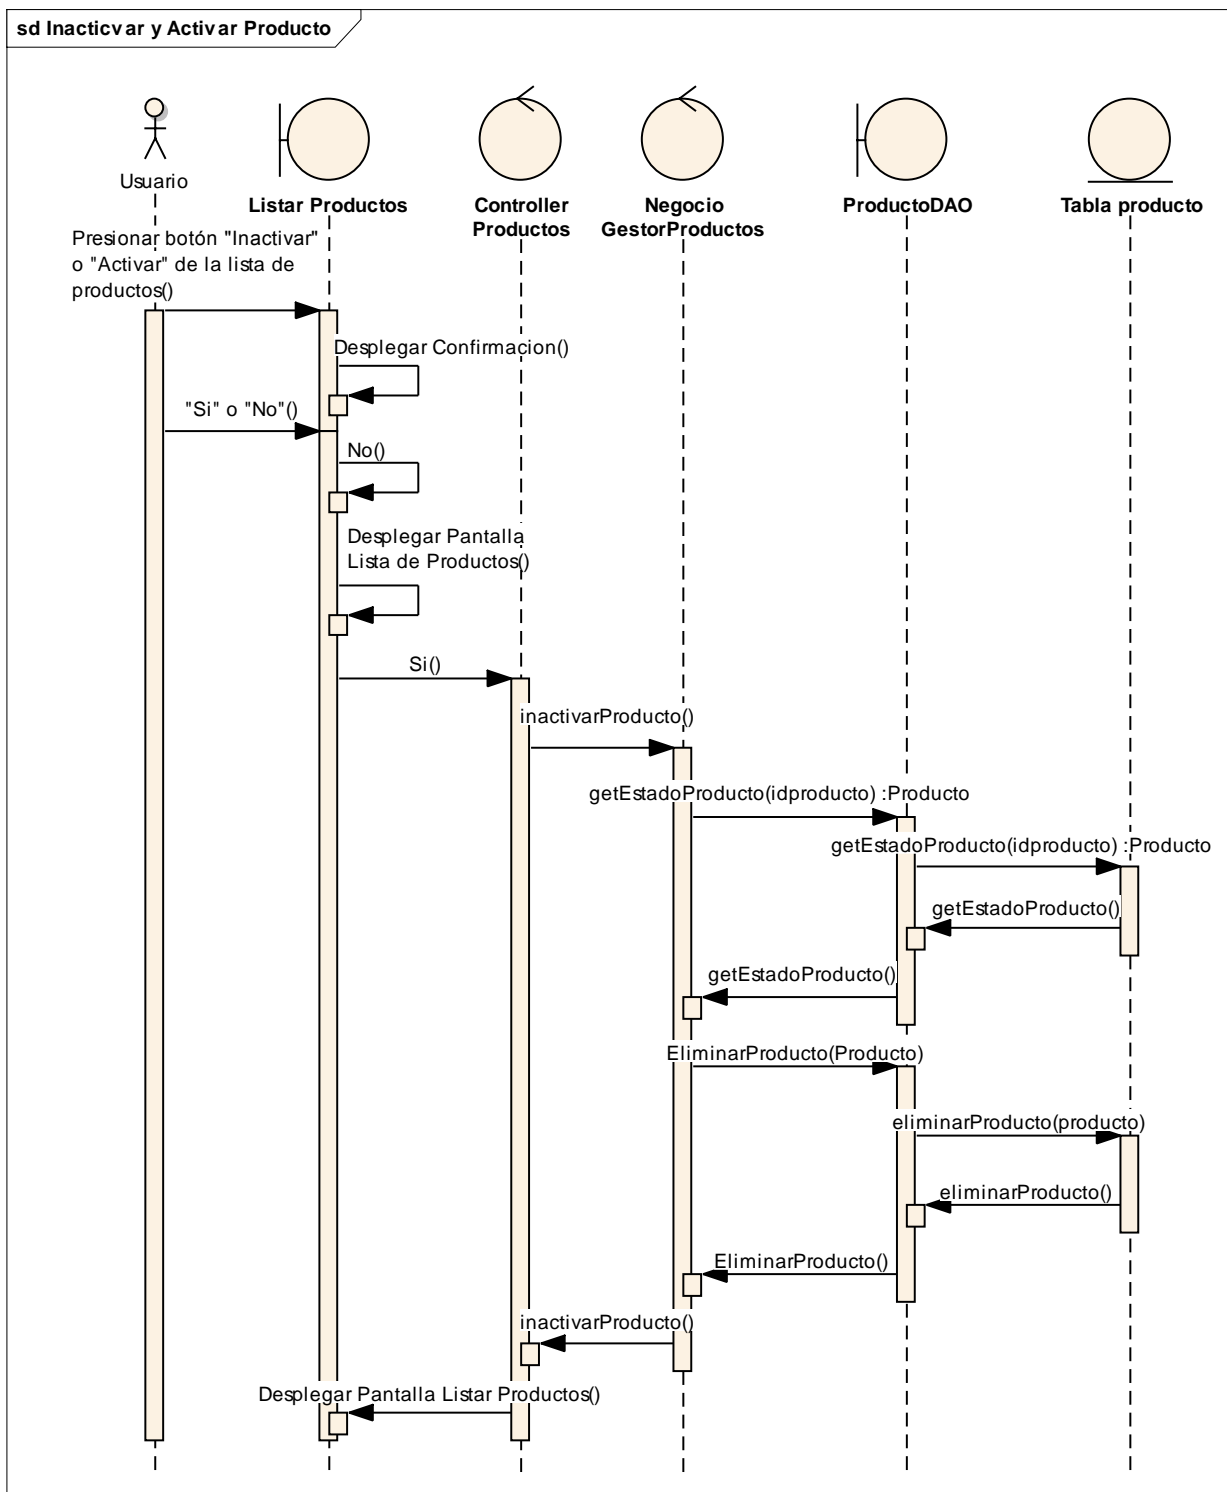 sd Inacticvar y Activar Producto
Usuario
Listar Productos
Controller
Productos
Negocio
GestorProductos
ProductoDAO
Tabla producto
Presionar botón "Inactivar"
o "Activar" de la lista de
productos()
Desplegar Confirmacion()
"Si" o "No"()
No()
Desplegar Pantalla
Lista de Productos()
Si()
inactivarProducto()
getEstadoProducto(idproducto) :Producto
getEstadoProducto(idproducto) :Producto
getEstadoProducto()
getEstadoProducto()
EliminarProducto(Producto)
eliminarProducto(producto)
eliminarProducto()
EliminarProducto()
inactivarProducto()
Desplegar Pantalla Listar Productos()